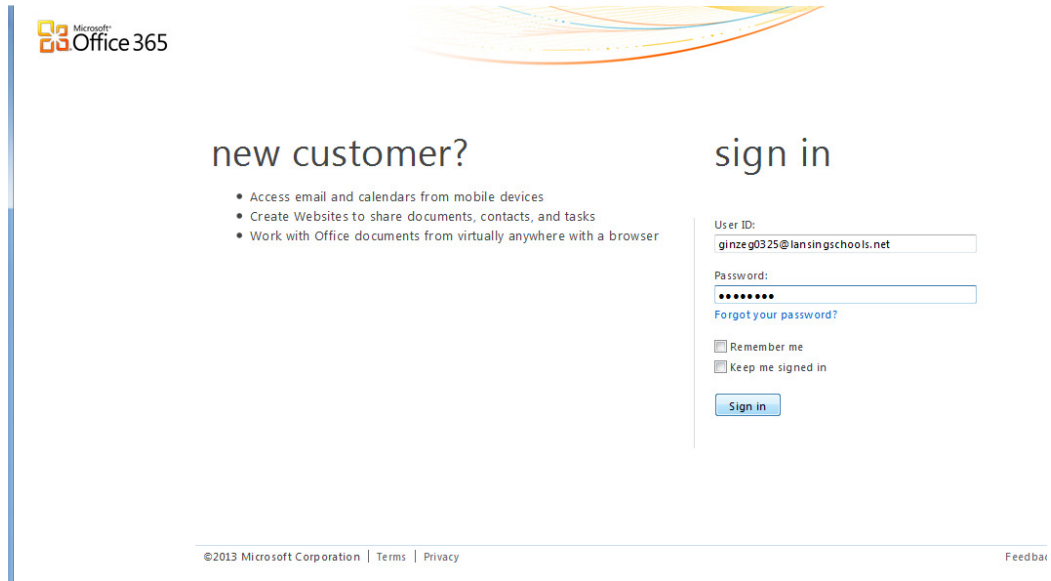 Microsoft®
Office 365
new customer?
• Access email and calendars from mobile devices
• Create Websites to share documents, contacts, and tasks
• Work with Office documents from virtually anywhere with a browser
sign in
User ID:
ginzeg0325@lansingschools.net
Password:
••••••••
Forgot your password?
Remember me
Keep me signed in
Sign in
©2013 Microsoft Corporation | Terms | Privacy
Feedbac